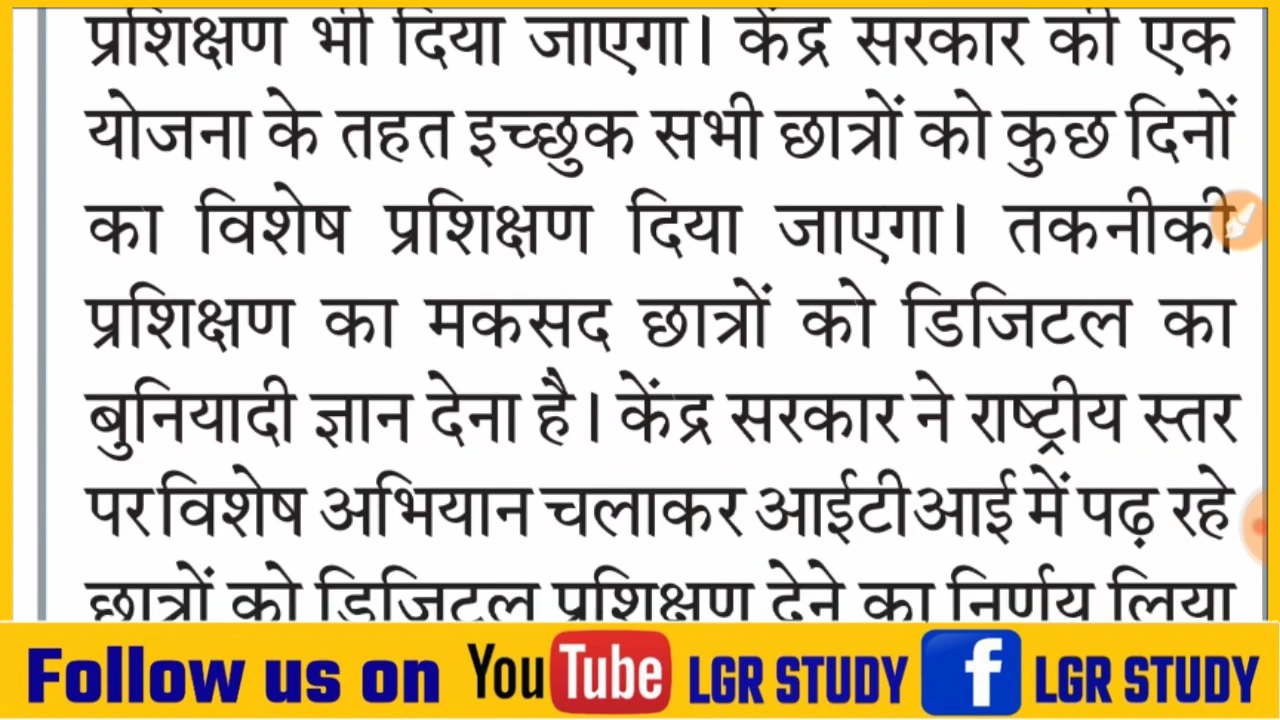 प्रशिक्षण भी दिया जाएगा। केंद्र सरकार की एक
योजना के तहत इच्छुक सभी छात्रों को कुछ दिनों
का विशेष प्रशिक्षण दिया जाएगा। तकनीकी
प्रशिक्षण का मकसद छात्रों को डिजिटल का
बुनियादी ज्ञान देना है। केंद्र सरकार ने राष्ट्रीय स्तर
पर विशेष अभियान चलाकर आईटीआई में पढ़ रहे
छात्रों को डिजिटल प्रशिक्षण देने का निर्णय लिया
Follow us on YouTube LGR STUDY f LGR STUDY